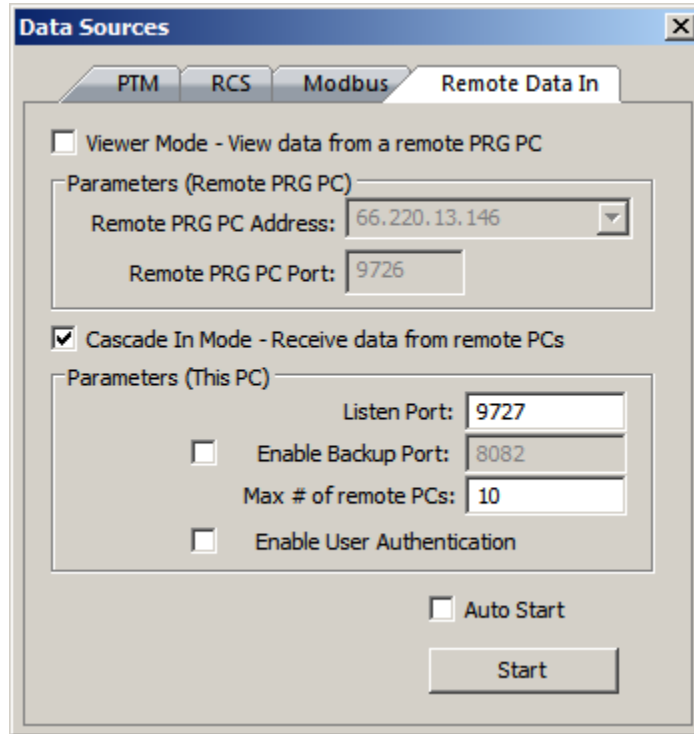 Data Sources
PTM RCS Modbus Remote Data In
Viewer Mode - View data from a remote PRG PC
Parameters (Remote PRG PC)
Remote PRG PC Address: 66.220.13.146
Remote PRG PC Port: 9726
Cascade In Mode - Receive data from remote PCs
Parameters (This PC)
Listen Port: 9727
Enable Backup Port: 8082
Max # of remote PCs: 10
Enable User Authentication
Auto Start
Start